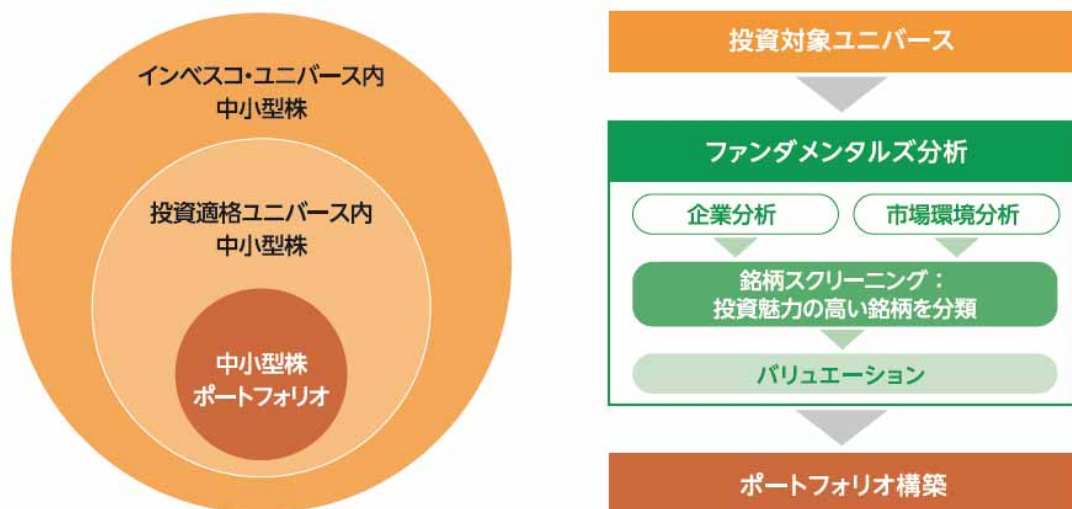 インベスコ・ユニバース内
中小型株
投資適格ユニバース内
中小型株
中小型株
ポートフォリオ
投資対象ユニバース
ファンダメンタルズ分析
企業分析
市場環境分析
銘柄スクリーニング：
投資魅力の高い銘柄を分類
バリュエーション
ポートフォリオ構築